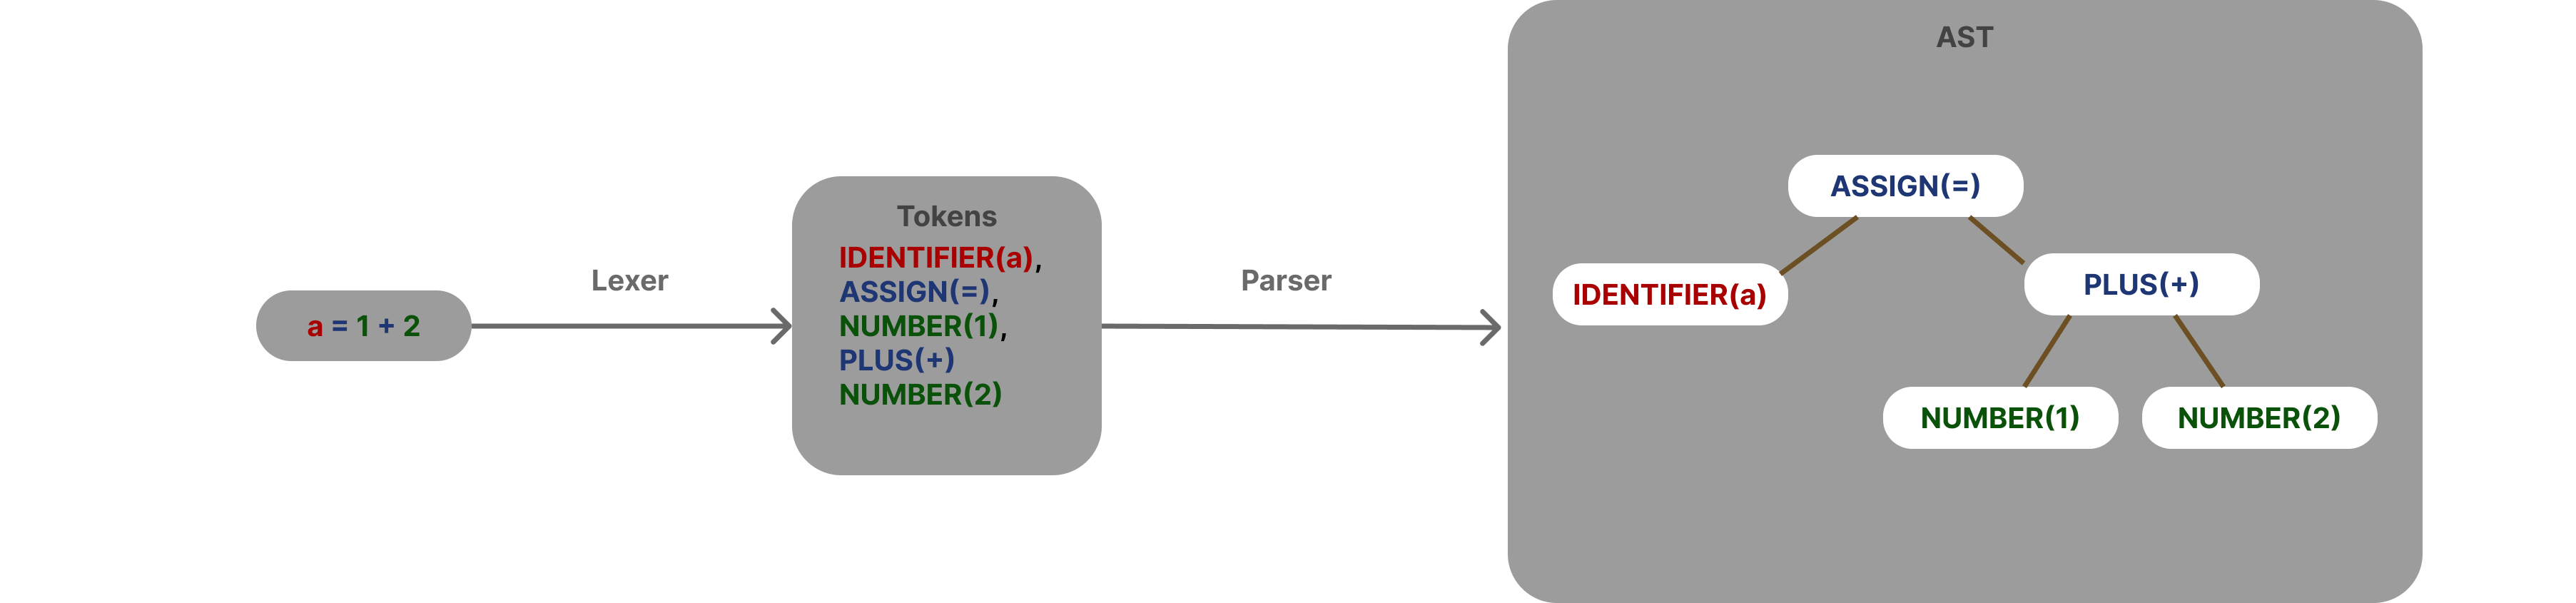 a = 1 + 2
Lexer
Tokens
IDENTIFIER(a),
ASSIGN(=),
NUMBER(1),
PLUS(+)
NUMBER(2)
Parser
AST
ASSIGN(=)
IDENTIFIER(a)
PLUS(+)
NUMBER(1)
NUMBER(2)